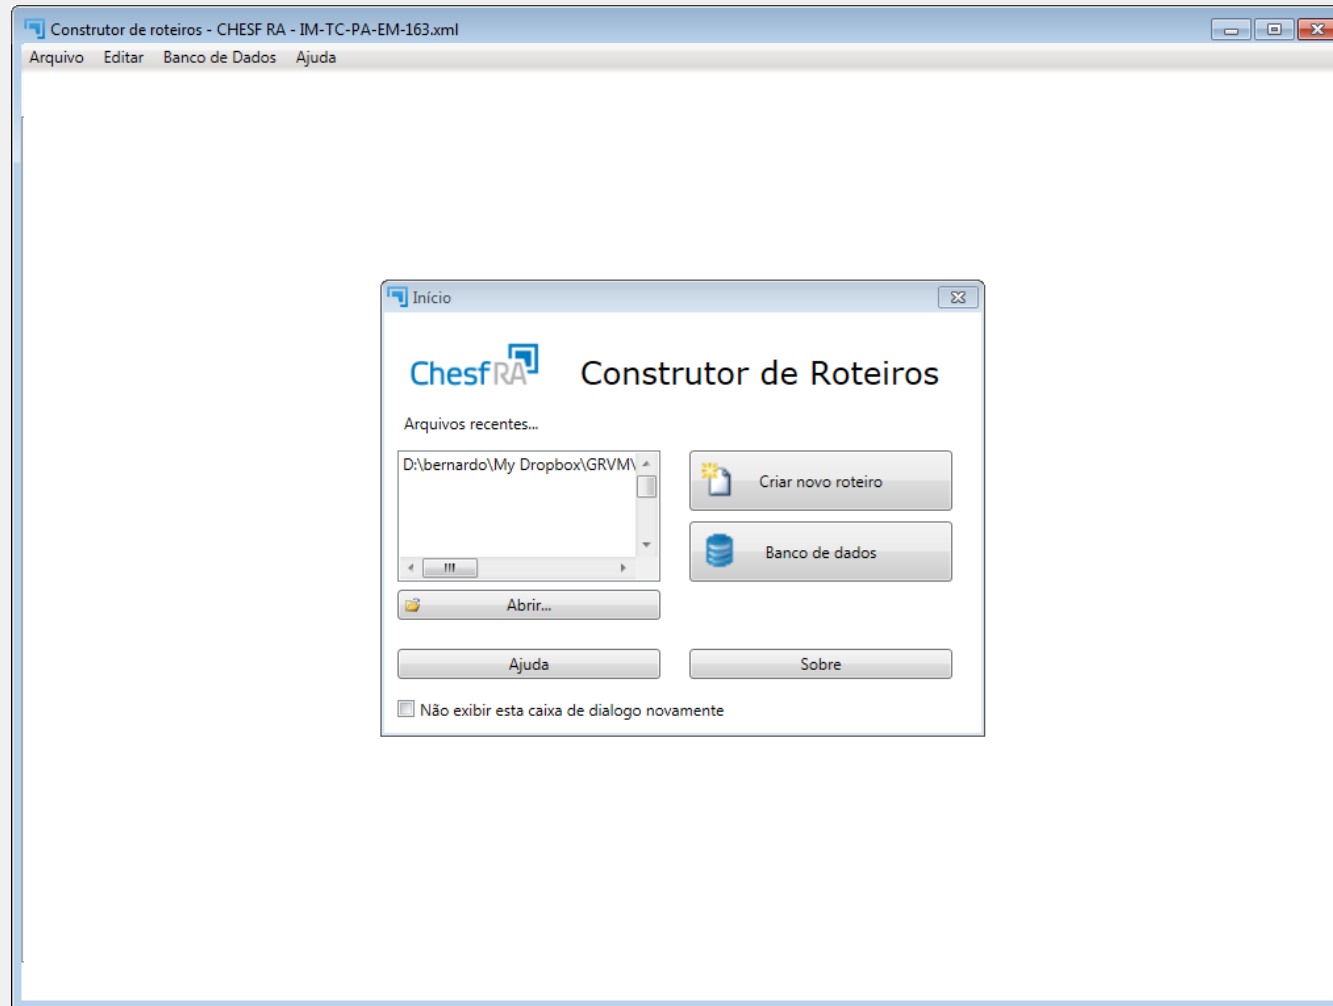 Construtor de roteiros - CHESF RA - IM-TC-PA-EM-163.xml
Arquivo Editar Banco de Dados Ajuda
Início
ChesfRA Construtor de Roteiros
Arquivos recentes...
D:\bernardo\My Dropbox\GRVM\
Criar novo roteiro
Banco de dados
Abrir...
Ajuda Sobre
Não exibir esta caixa de dialogo novamente